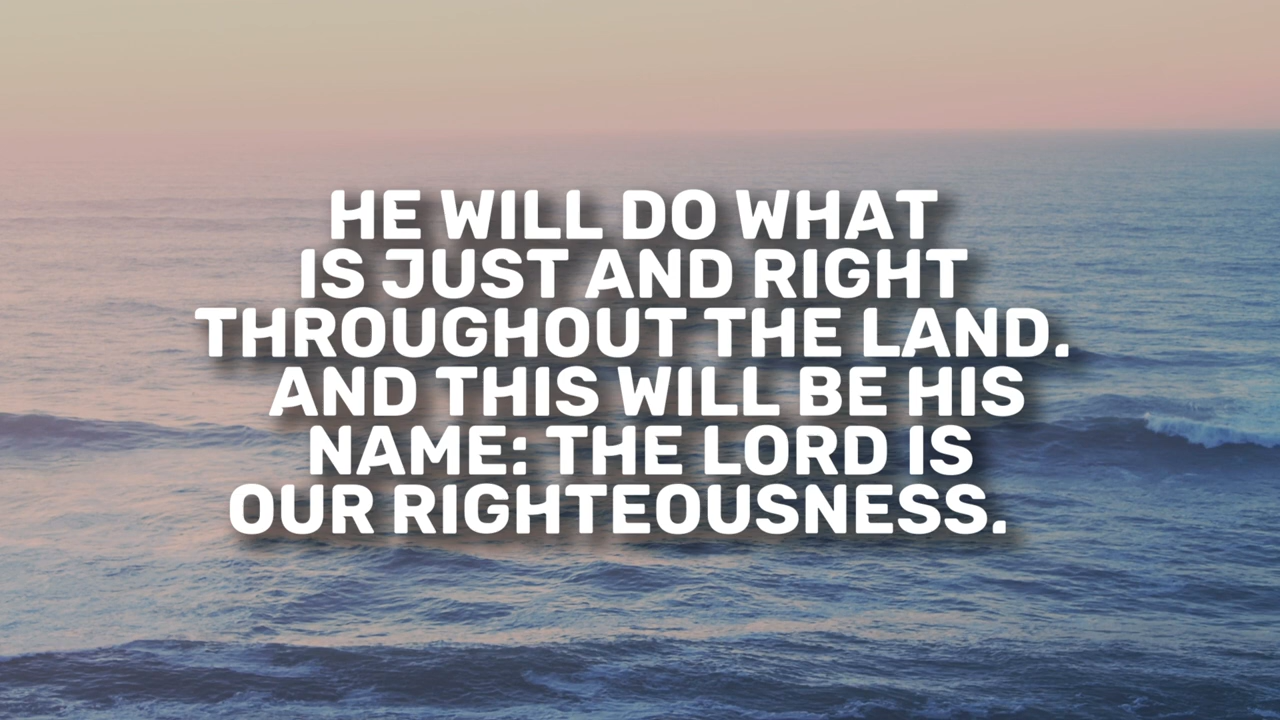 HE WILL DO WHAT
IS JUST AND RIGHT
THROUGHOUT THE LAND.
AND THIS WILL BE HIS
NAME: THE LORD IS
OUR RIGHTEOUSNESS.